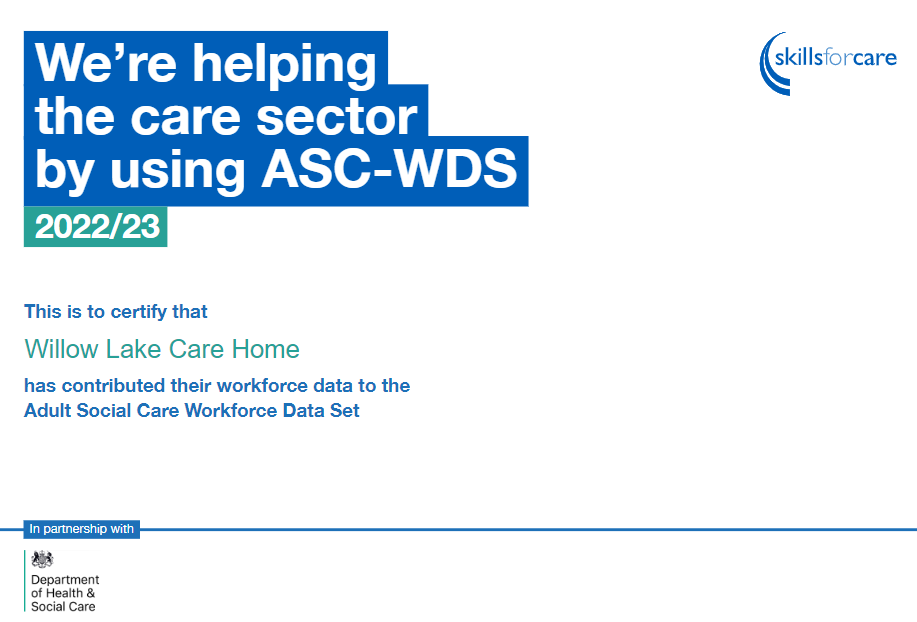 We're helping
the care sector
by using ASC-WDS
2022/23
skillsforcare
This is to certify that
Willow Lake Care Home
has contributed their workforce data to the
Adult Social Care Workforce Data Set
In partnership with
Department
of Health &
Social Care